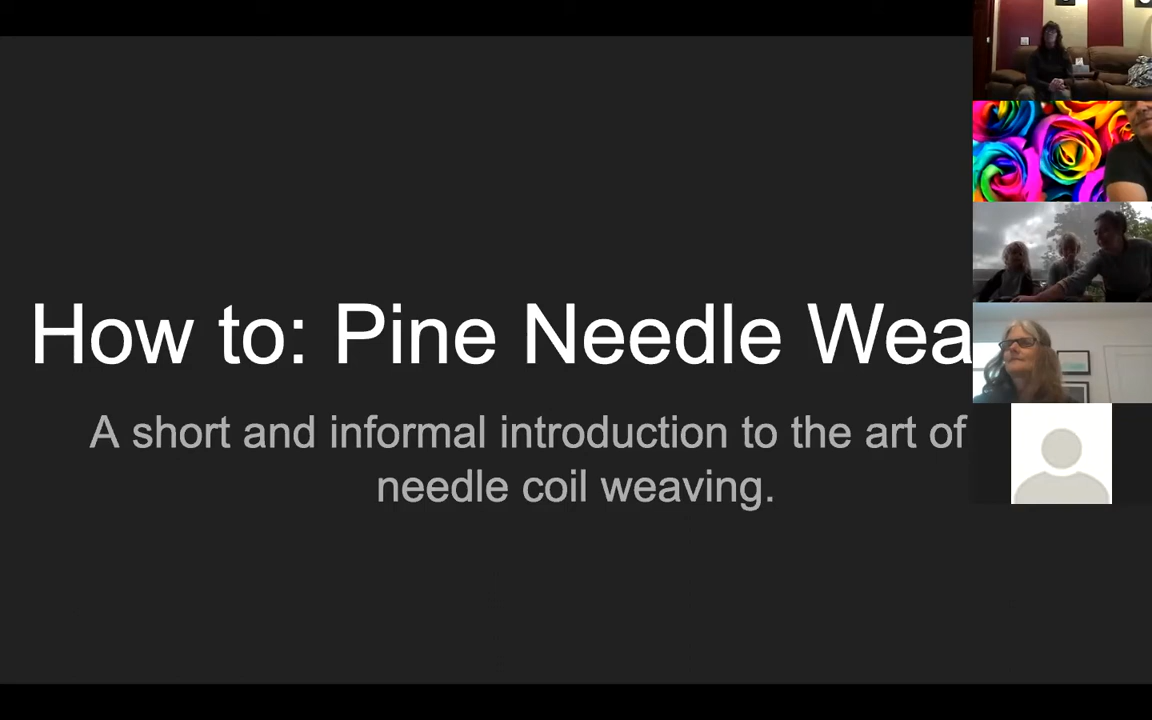 How to: Pine Needle Wea
A short and informal introduction to the art of
needle coil weaving.